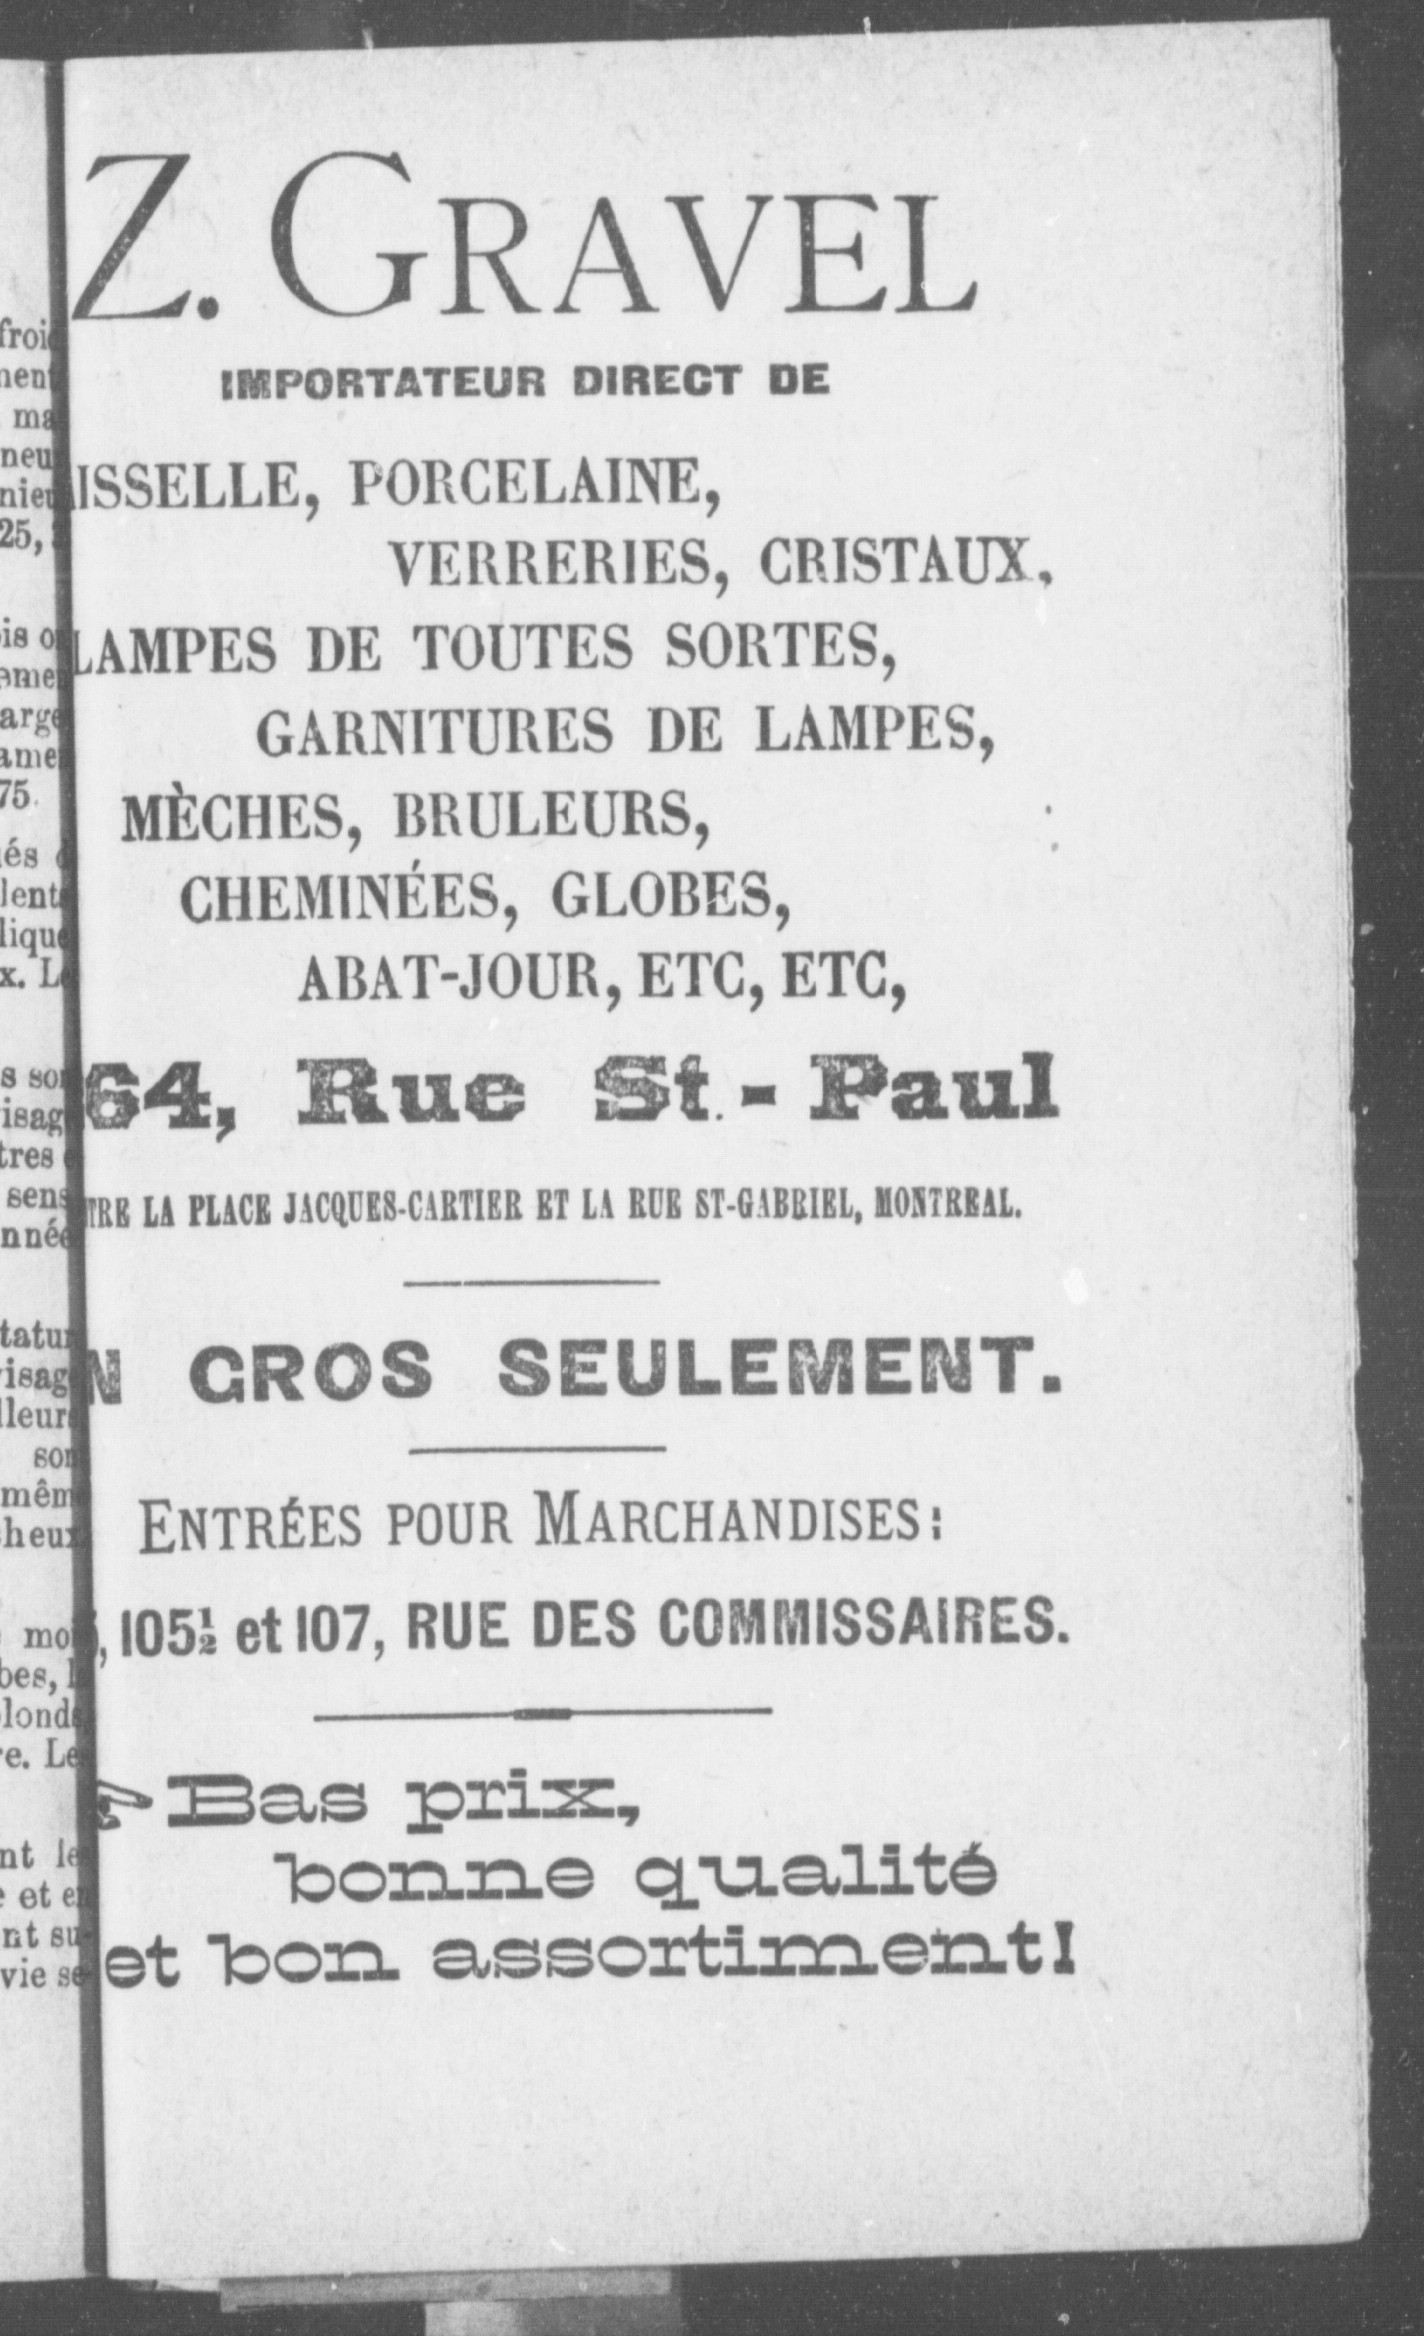 Z. GRAVEL
IMPORTATEUR DIRECT DE
AISSELLE, PORCELAINE,
VERRERIES, CRISTAUX,
LAMPES DE TOUTES SORTES,
GARNITURES DE LAMPES,
MÈCHES, BRULEURS,
CHEMINÉES, GLOBES,
ABAT-JOUR, ETC, ETC,
64, Rue St.-Paul
TRE LA PLACE JACQUES-CARTIER ET LA RUE ST-GABRIEL, MONTREAL.
N GROS SEULEMENT.
ENTRÉES POUR MARCHANDISES:
, 105½ et 107, RUE DES COMMISSAIRES.
☞ Bas prix,
bonne qualité
et bon assortiment!